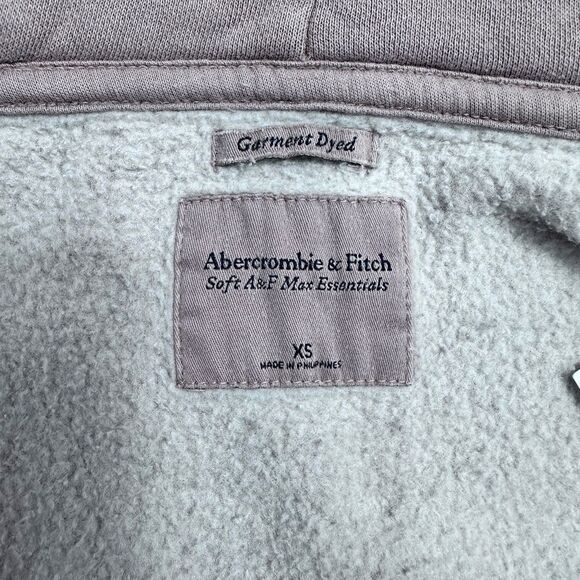 Garment Dyed
Abercrombie & Fitch
Soft A&F Max Essentials
XS
MADE IN PHILIPPINES